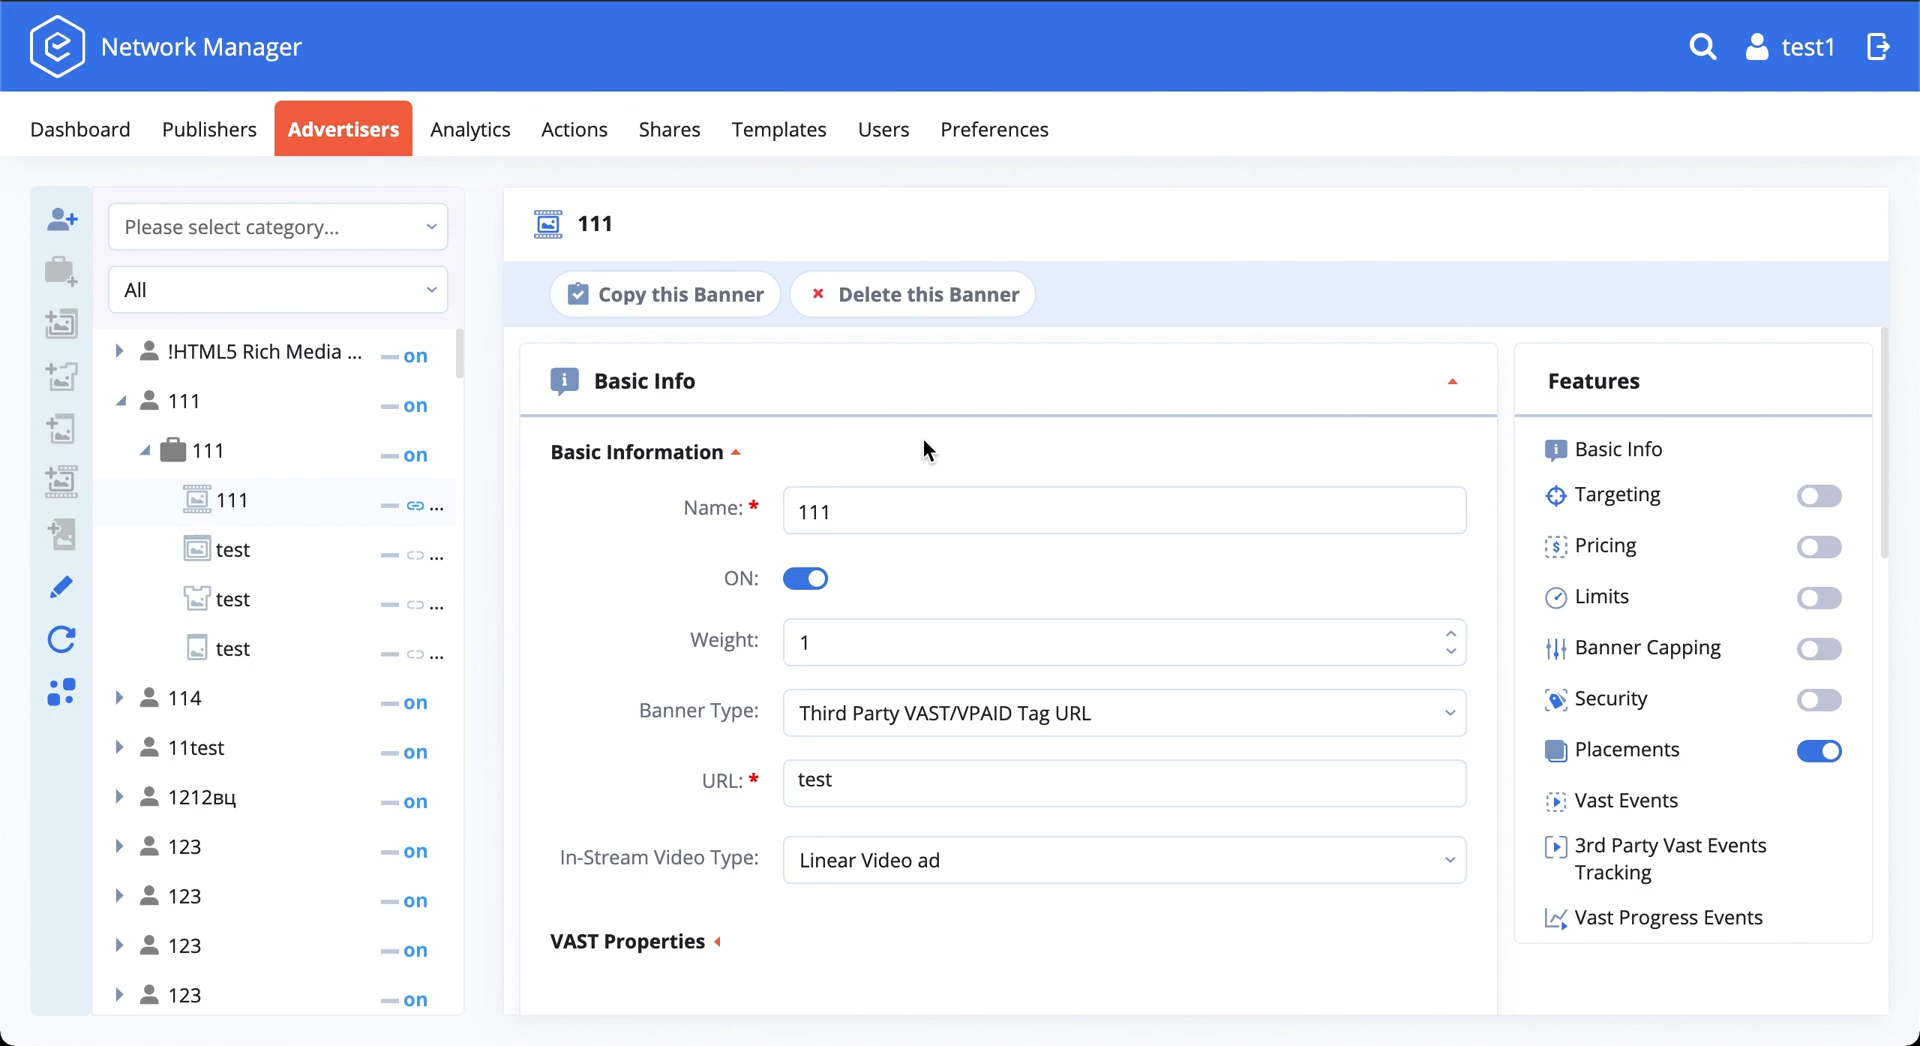 Network Manager
test1
Dashboard Publishers Advertisers Analytics Actions Shares Templates Users Preferences
Please select category...
All
!HTML5 Rich Media ... on
111 on
111 on
111 ...
test ...
test ...
test ...
114 on
11test on
1212вц on
123 on
123 on
123 on
123 on
111
Copy this Banner
Delete this Banner
Basic Info
Basic Information
Name: * 111
ON:
Weight: 1
Banner Type: Third Party VAST/VPAID Tag URL
URL: * test
In-Stream Video Type: Linear Video ad
VAST Properties
Features
Basic Info
Targeting
Pricing
Limits
Banner Capping
Security
Placements
Vast Events
3rd Party Vast Events
Tracking
Vast Progress Events